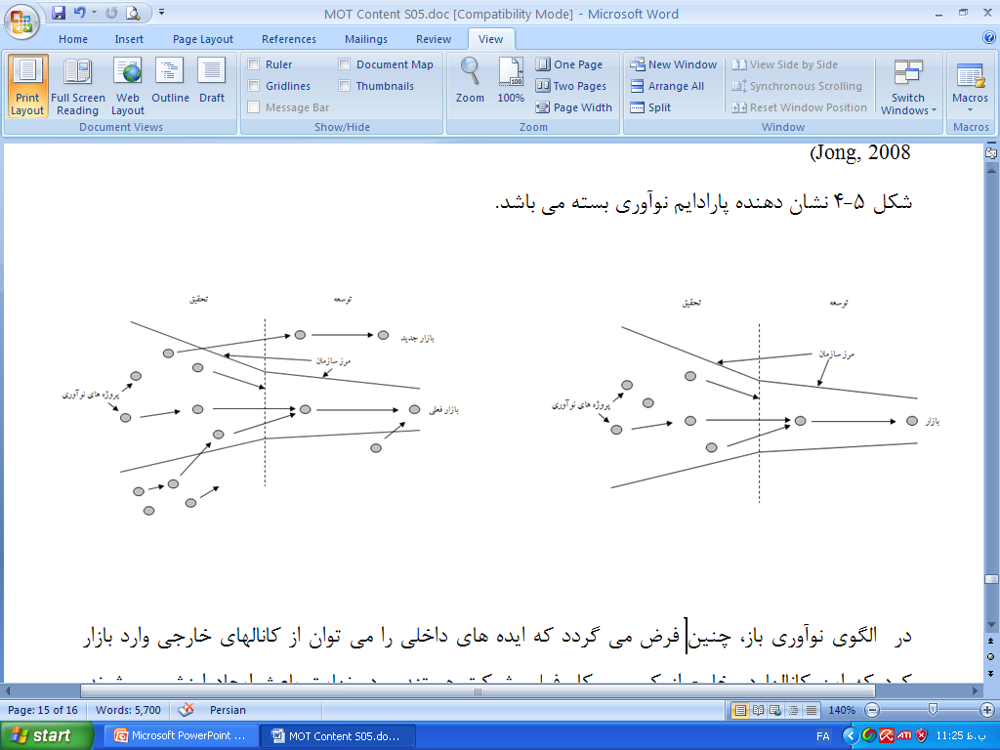 MOT Content S05.doc [Compatibility Mode] - Microsoft Word
Home Insert Page Layout References Mailings Review View
Print Layout
Full Screen Reading
Web Layout
Outline
Draft
Document Views
Ruler
Gridlines
Message Bar
Document Map
Thumbnails
Show/Hide
Zoom
100%
One Page
Two Pages
Page Width
Zoom
New Window
Arrange All
Split
View Side by Side
Synchronous Scrolling
Reset Window Position
Switch Windows
Window
Macros
Macros
(Jong, 2008
شکل ۵-۴ نشان دهنده پارادایم نوآوری بسته می باشد.
توسعه
تحقیق
مرز سازمان
پروژه های نوآوری
بازار
توسعه
تحقیق
بازار جدید
مرز سازمان
پروژه های نوآوری
بازار فعلی
در الگوی نوآوری باز، چنین فرض می گردد که ایده های داخلی را می توان از کانالهای خارجی وارد بازار
Page: 15 of 16 Words: 5,700 Persian 140%
start Microsoft PowerPoint ... MOT Content S05.do... FA ATI 11:25 ب.ظ